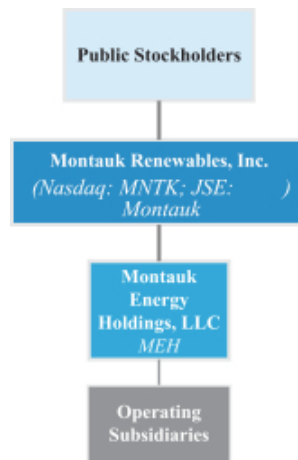 Public Stockholders
Montauk Renewables, Inc.
(Nasdaq: MNTK; JSE: )
Montauk
Montauk
Energy
Holdings, LLC
MEH
Operating
Subsidiaries